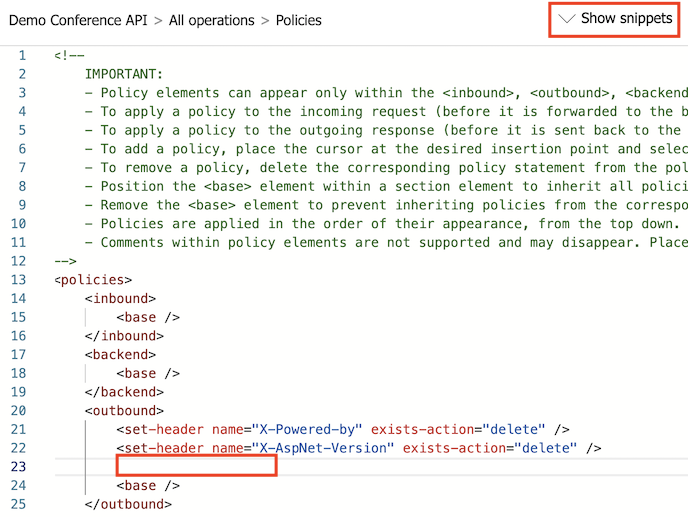 Demo Conference API > All operations > Policies
Show snippets
1 <!--
2 IMPORTANT:
3 - Policy elements can appear only within the <inbound>, <outbound>, <backend
4 - To apply a policy to the incoming request (before it is forwarded to the b
5 - To apply a policy to the outgoing response (before it is sent back to the
6 - To add a policy, place the cursor at the desired insertion point and selec
7 - To remove a policy, delete the corresponding policy statement from the pol
8 - Position the <base> element within a section element to inherit all polici
9 - Remove the <base> element to prevent inheriting policies from the correspo
10 - Policies are applied in the order of their appearance, from the top down.
11 - Comments within policy elements are not supported and may disappear. Place
12 -->
13 <policies>
14 <inbound>
15 <base />
16 </inbound>
17 <backend>
18 <base />
19 </backend>
20 <outbound>
21 <set-header name="X-Powered-by" exists-action="delete" />
22 <set-header name="X-AspNet-Version" exists-action="delete" />
23
24 <base />
25 </outbound>